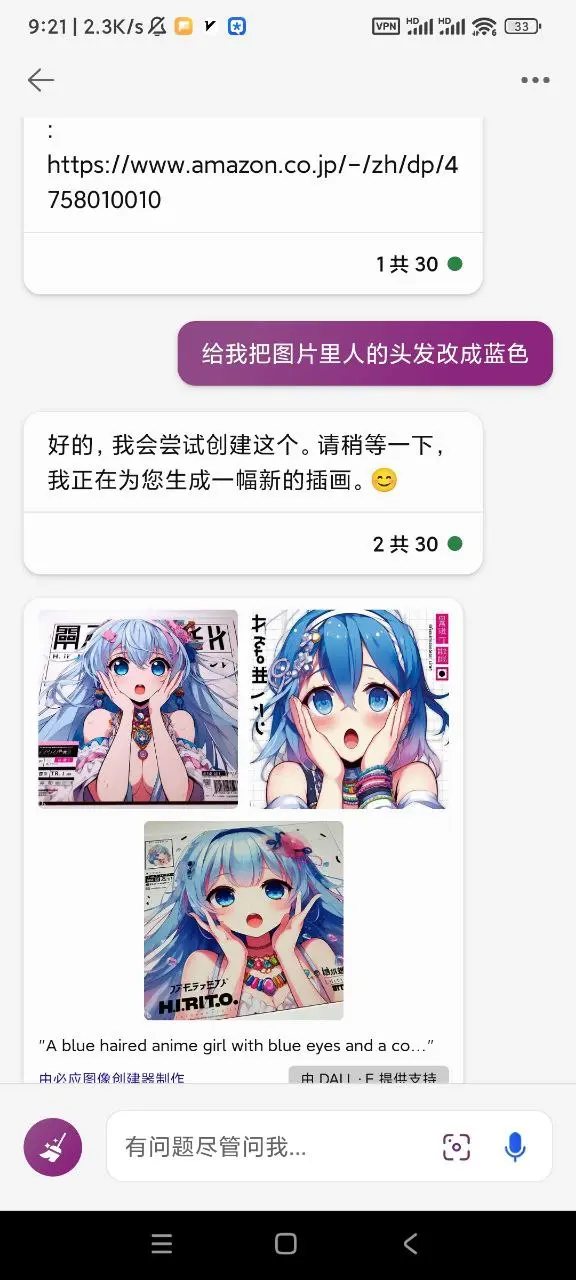 9:21 | 2.3K/s
VPN HD HD 6 33
:
https://www.amazon.co.jp/-/zh/dp/4
758010010
1 共 30
给我把图片里人的头发改成蓝色
好的，我会尝试创建这个。请稍等一下，
我正在为您生成一幅新的插画。😊
2 共 30
H.IRITO.
"A blue haired anime girl with blue eyes and a co..."
由必应图像创建器制作
由 DALL·E 提供支持
有问题尽管问我...